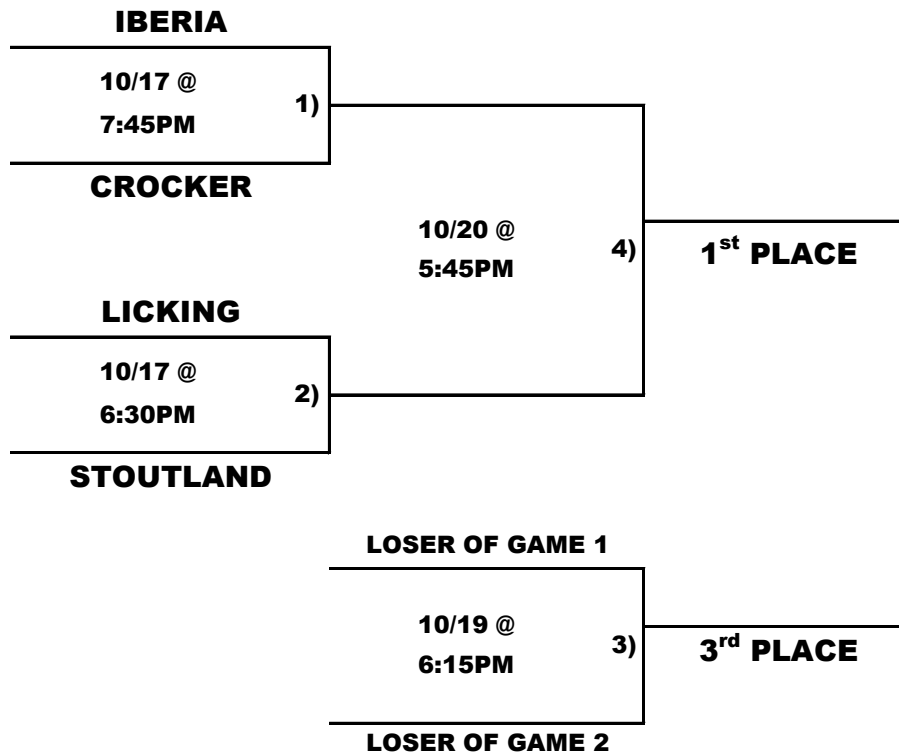 IBERIA
10/17 @
7:45PM
1)
CROCKER
10/20 @
5:45PM
4)
1st PLACE
LICKING
10/17 @
6:30PM
2)
STOUTLAND
LOSER OF GAME 1
10/19 @
6:15PM
3)
3rd PLACE
LOSER OF GAME 2